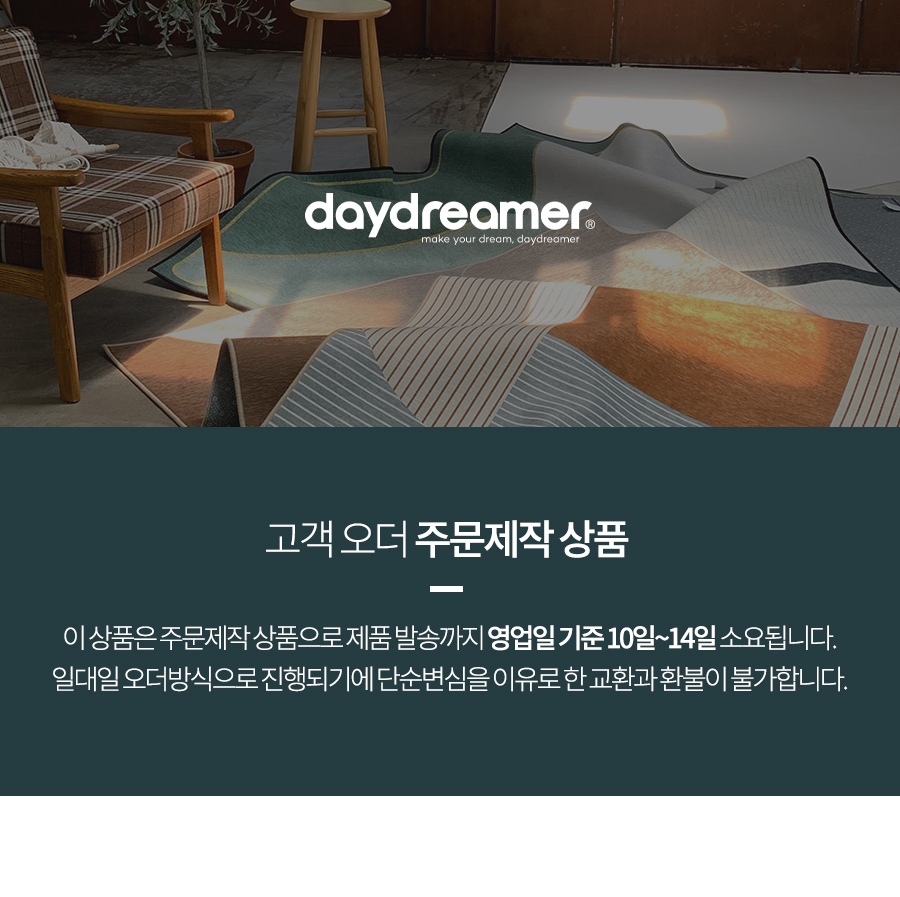 daydreamer®
make your dream, daydreamer
고객 오더 주문제작 상품
이 상품은 주문제작 상품으로 제품 발송까지 영업일 기준 10일~14일 소요됩니다.
일대일 오더방식으로 진행되기에 단순변심을 이유로 한 교환과 환불이 불가합니다.